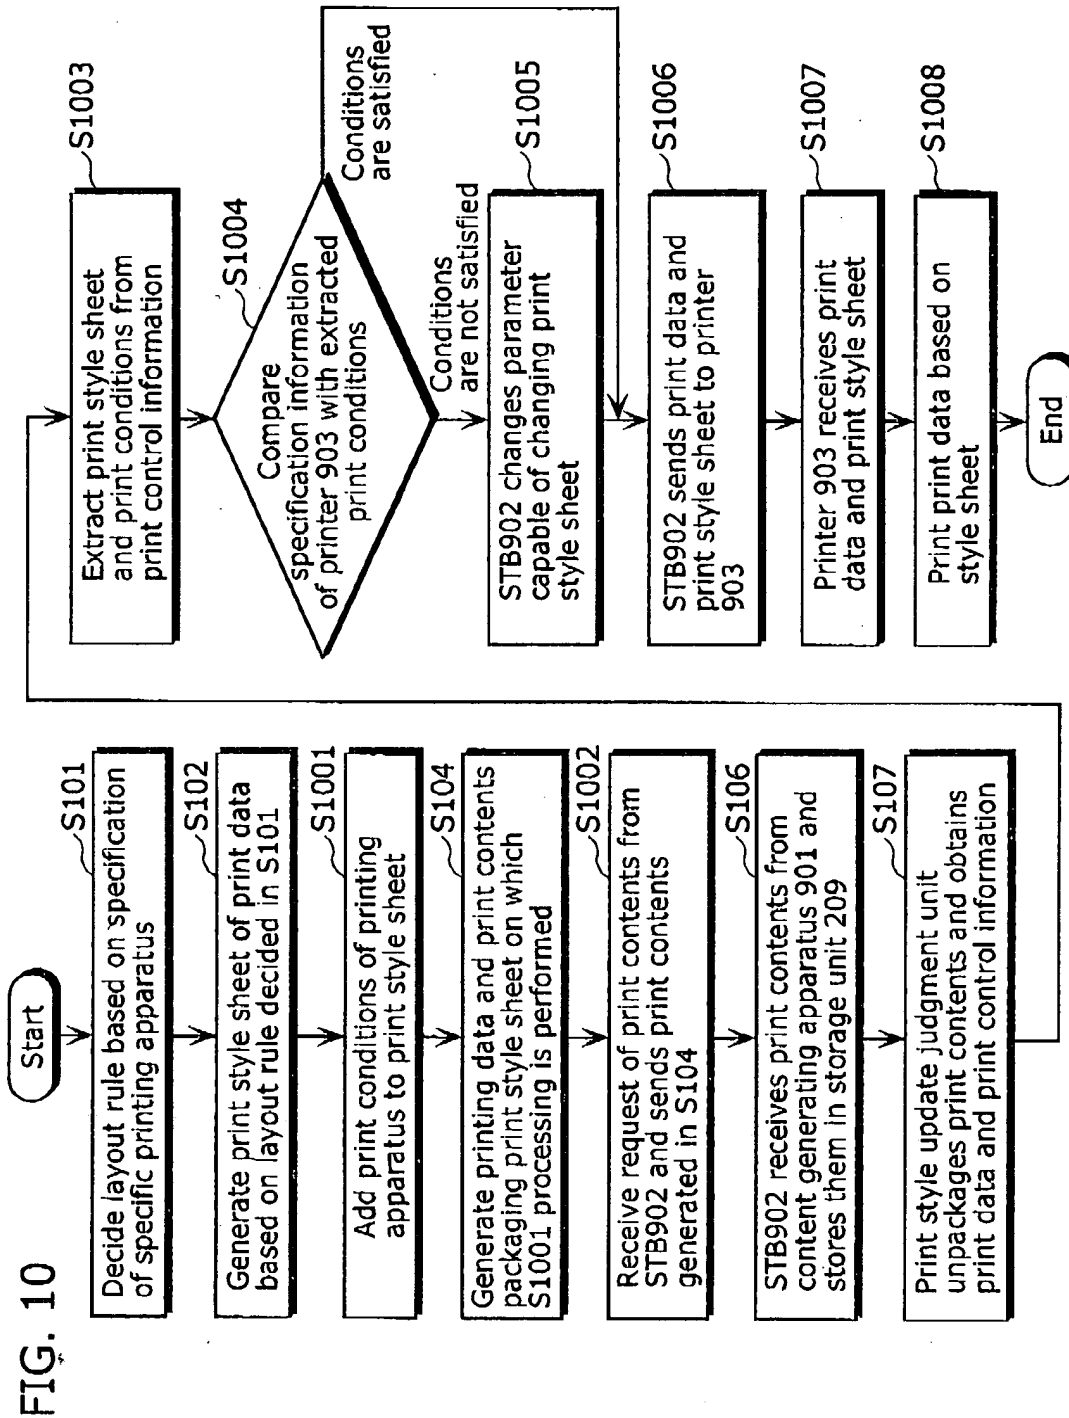 FIG. 10
Start
S101
Decide layout rule based on specification
of specific printing apparatus
S102
Generate print style sheet of print data
based on layout rule decided in S101
S1001
Add print conditions of printing
apparatus to print style sheet
S104
Generate printing data and print contents
packaging print style sheet on which
S1001 processing is performed
S1002
Receive request of print contents from
STB902 and sends print contents
generated in S104
S106
STB902 receives print contents from
content generating apparatus 901 and
stores them in storage unit 209
S107
Print style update judgment unit
unpackages print contents and obtains
print data and print control information
S1003
Extract print style sheet
and print conditions from
print control information
S1004
Compare
specification information
of printer 903 with extracted
print conditions
Conditions
are satisfied
Conditions
are not satisfied
S1005
STB902 changes parameter
capable of changing print
style sheet
S1006
STB902 sends print data and
print style sheet to printer
903
S1007
Printer 903 receives print
data and print style sheet
S1008
Print print data based on
style sheet
End